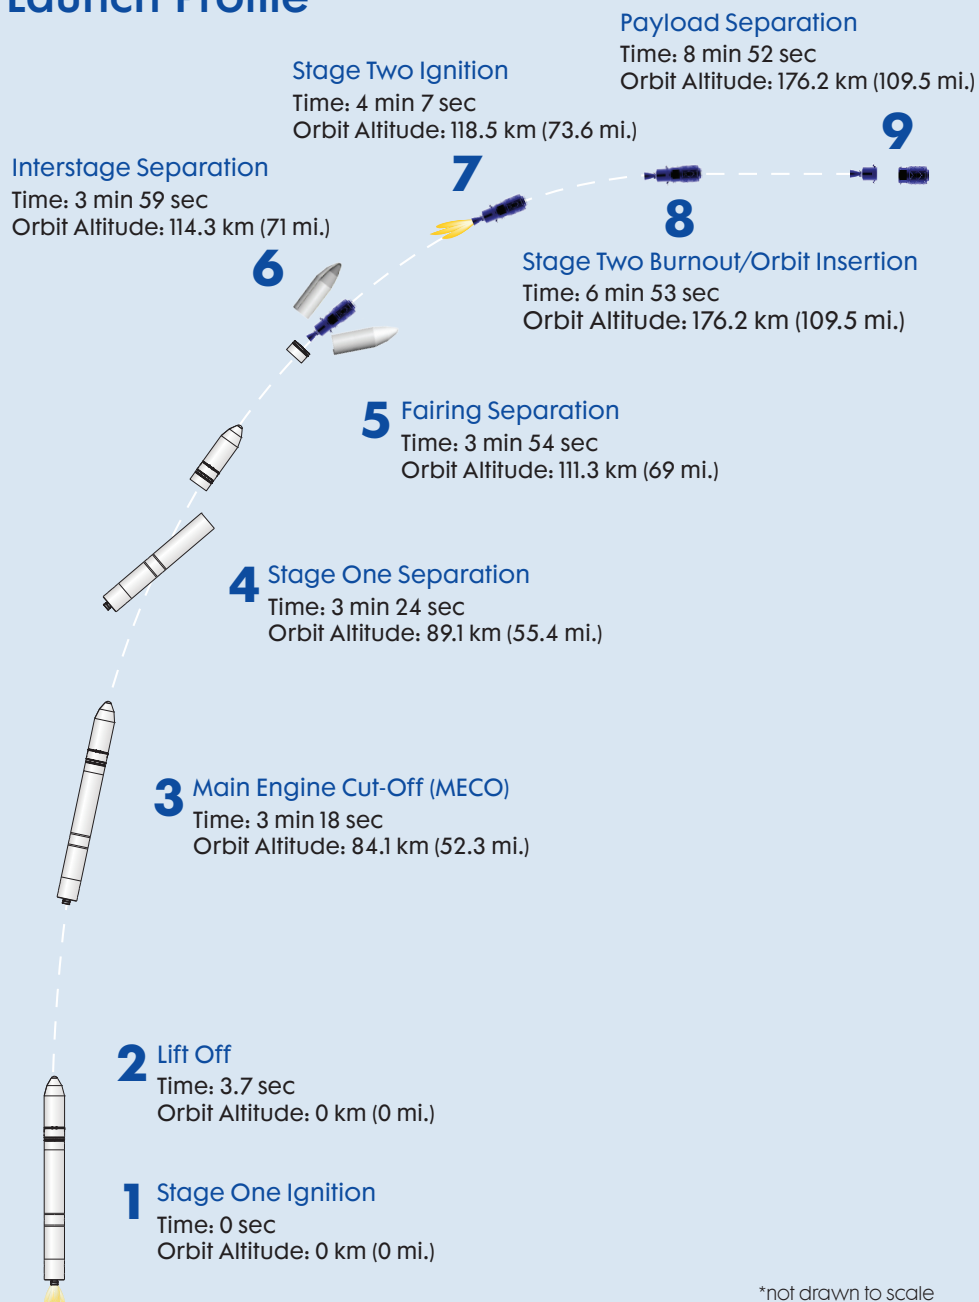 Launch Profile
Payload Separation
Time: 8 min 52 sec
Orbit Altitude: 176.2 km (109.5 mi.)
9
Stage Two Ignition
Time: 4 min 7 sec
Orbit Altitude: 118.5 km (73.6 mi.)
7
8
Stage Two Burnout/Orbit Insertion
Time: 6 min 53 sec
Orbit Altitude: 176.2 km (109.5 mi.)
Interstage Separation
Time: 3 min 59 sec
Orbit Altitude: 114.3 km (71 mi.)
6
5 Fairing Separation
Time: 3 min 54 sec
Orbit Altitude: 111.3 km (69 mi.)
4 Stage One Separation
Time: 3 min 24 sec
Orbit Altitude: 89.1 km (55.4 mi.)
3 Main Engine Cut-Off (MECO)
Time: 3 min 18 sec
Orbit Altitude: 84.1 km (52.3 mi.)
2 Lift Off
Time: 3.7 sec
Orbit Altitude: 0 km (0 mi.)
1 Stage One Ignition
Time: 0 sec
Orbit Altitude: 0 km (0 mi.)
*not drawn to scale